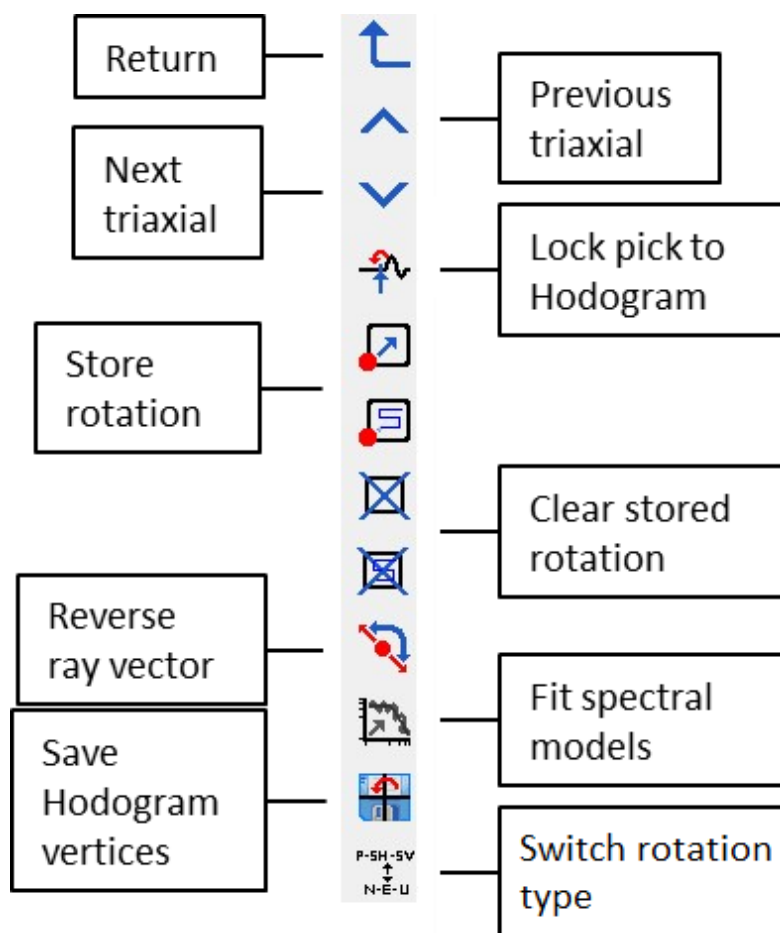 Return
Previous
triaxial
Next
triaxial
Lock pick to
Hodogram
Store
rotation
S
Clear stored
rotation
S
Reverse
ray vector
Fit spectral
models
Save
Hodogram
vertices
P-SH-SV
N-E-U
Switch rotation
type